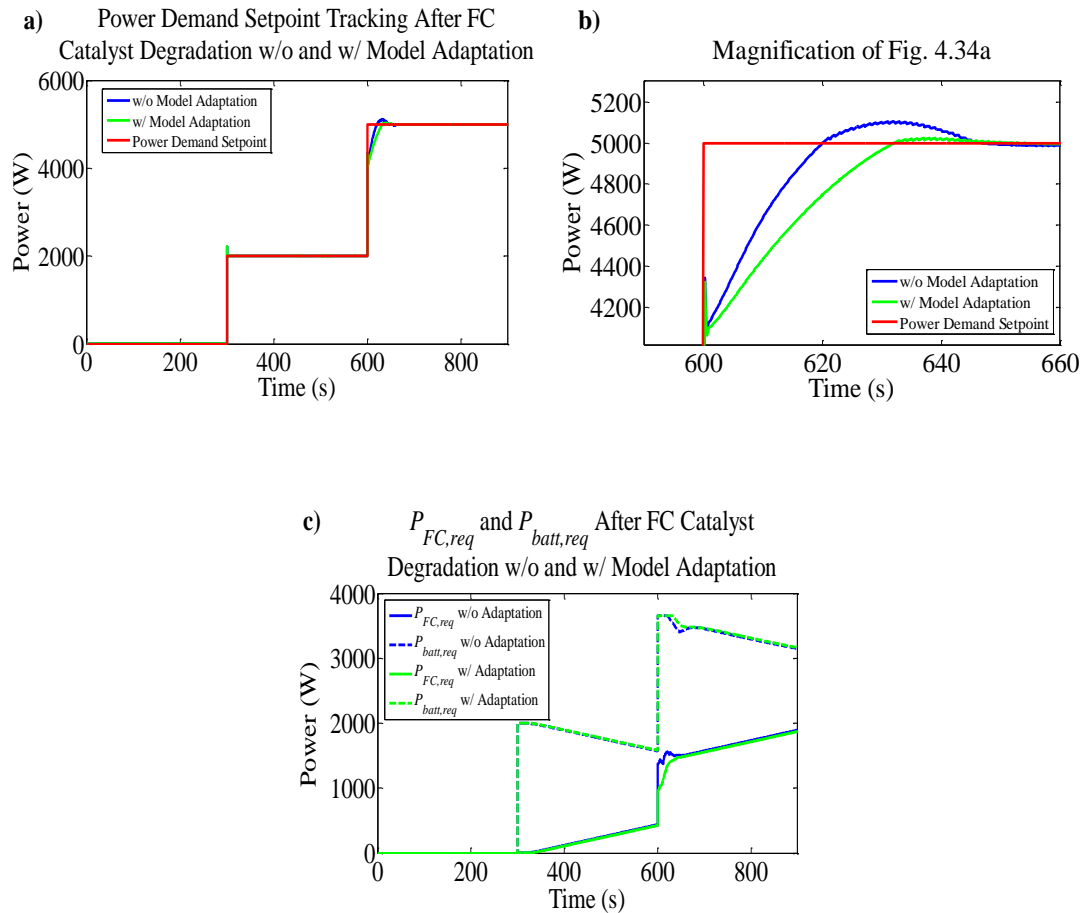 a)
Power Demand Setpoint Tracking After FC
Catalyst Degradation w/o and w/ Model Adaptation
6000
4000
2000
0
Power (W)
w/o Model Adaptation
w/ Model Adaptation
Power Demand Setpoint
0 200 400 600 800
Time (s)
b)
Magnification of Fig. 4.34a
5200
5000
4800
4600
4400
4200
Power (W)
w/o Model Adaptation
w/ Model Adaptation
Power Demand Setpoint
600 620 640 660
Time (s)
c)
P_FC,req and P_batt,req After FC Catalyst
Degradation w/o and w/ Model Adaptation
4000
3000
2000
1000
0
Power (W)
P_FC,req w/o Adaptation
P_batt,req w/o Adaptation
P_FC,req w/ Adaptation
P_batt,req w/ Adaptation
0 200 400 600 800
Time (s)